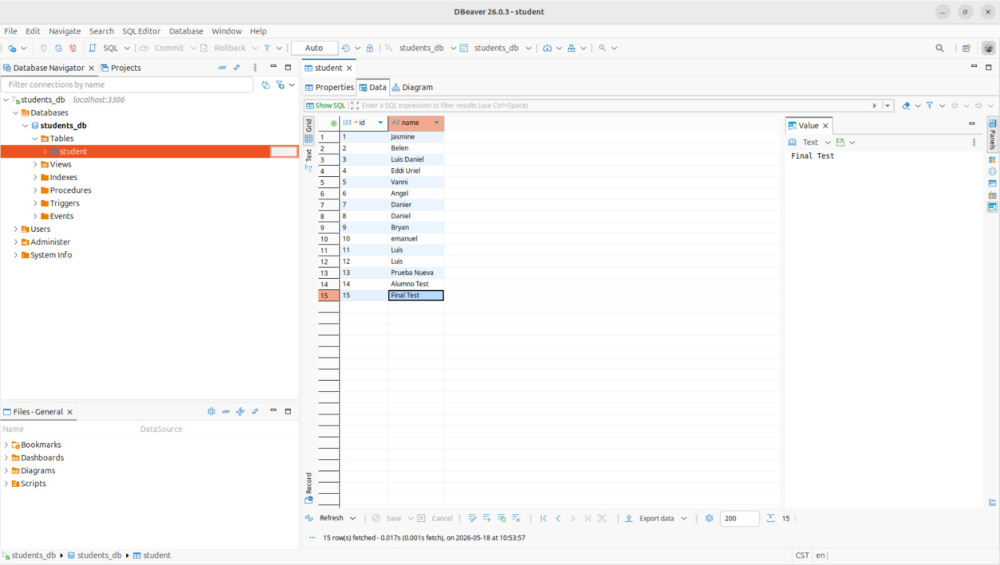 DBeaver 26.0.3 - student
File Edit Navigate Search SQL Editor Database Window Help
SQL Commit Rollback T Auto students_db students_db
Database Navigator Projects
Filter connections by name
students_db localhost:3306
Databases
students_db
Tables
student
Views
Indexes
Procedures
Triggers
Events
Users
Administer
System Info
Files - General
Name DataSource
Bookmarks
Dashboards
Diagrams
Scripts
student
Properties Data Diagram
Show SQL Enter a SQL expression to filter results (use Ctrl+Space)
Grid
Text
Record
123 id A-Z name
1 1 Jasmine
2 2 Belen
3 3 Luis Daniel
4 4 Eddi Uriel
5 5 Vanni
6 6 Angel
7 7 Danier
8 8 Daniel
9 9 Bryan
10 10 emanuel
11 11 Luis
12 12 Luis
13 13 Prueba Nueva
14 14 Alumno Test
15 15 Final Test
Value
Text
Final Test
Panels
Refresh Save Cancel Export data 200 15
15 row(s) fetched - 0.017s (0.001s fetch), on 2026-05-18 at 10:53:57
students_db students_db student
CST en